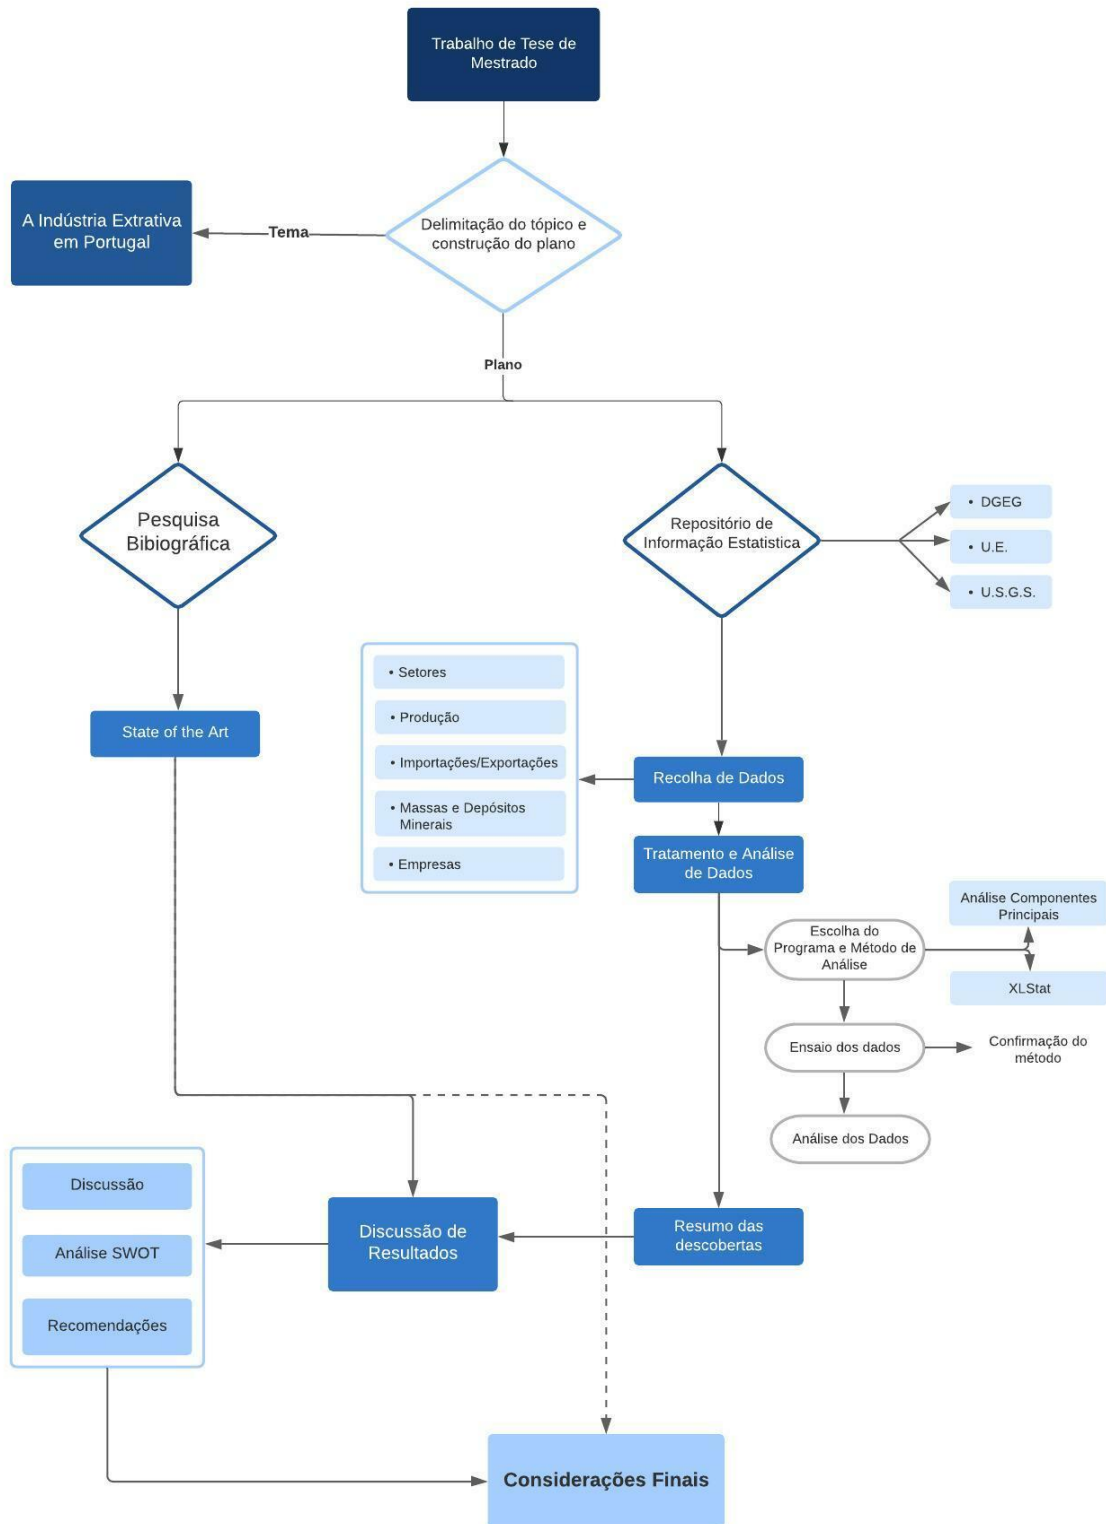 Trabalho de Tese de
Mestrado
Delimitação do tópico e
construção do plano
Tema
A Indústria Extrativa
em Portugal
Plano
Pesquisa
Bibiográfica
Repositório de
Informação Estatistica
• DGEG
• U.E.
• U.S.G.S.
State of the Art
• Setores
• Produção
• Importações/Exportações
• Massas e Depósitos
Minerais
• Empresas
Recolha de Dados
Tratamento e Análise
de Dados
Escolha do
Programa e Método de
Análise
Análise Componentes
Principais
XLStat
Ensaio dos dados
Confirmação do
método
Análise dos Dados
Resumo das
descobertas
Discussão de
Resultados
Discussão
Análise SWOT
Recomendações
Considerações Finais